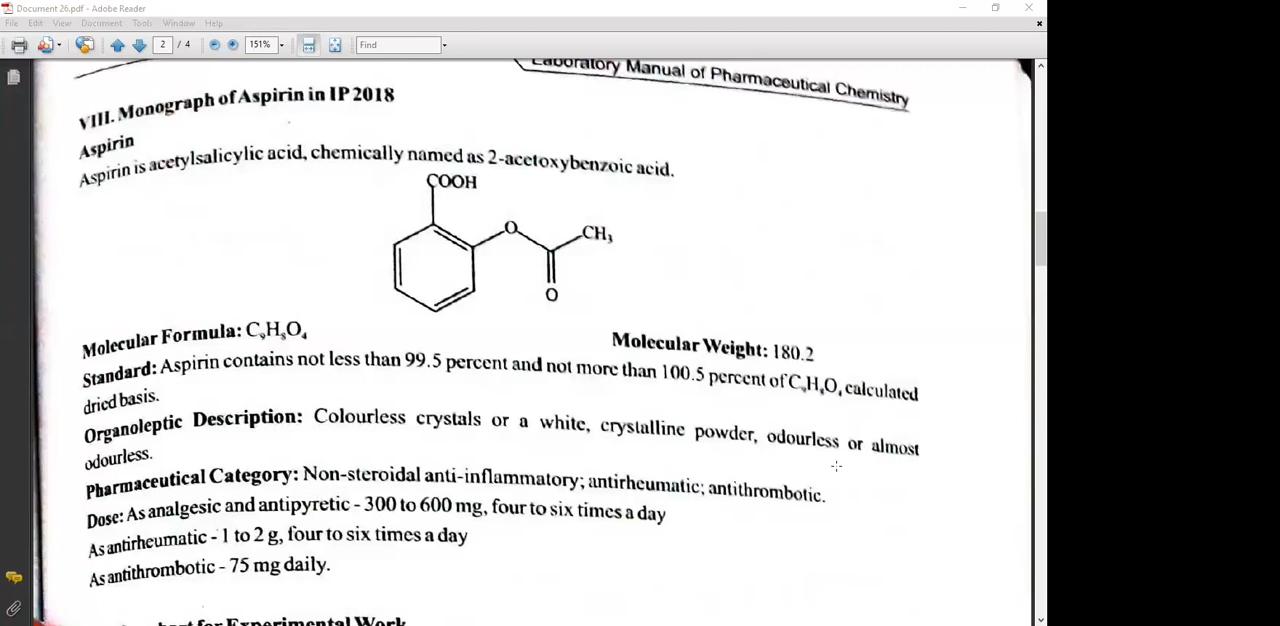 Document 26.pdf - Adobe Reader
File Edit View Document Tools Window Help
2 / 4 151% Find
Laboratory Manual of Pharmaceutical Chemistry
VIII. Monograph of Aspirin in IP 2018
Aspirin
Aspirin is acetylsalicylic acid, chemically named as 2-acetoxybenzoic acid.
COOH
O
CH₃
O
Molecular Formula: C₉H₈O₄ Molecular Weight: 180.2
Standard: Aspirin contains not less than 99.5 percent and not more than 100.5 percent of C₉H₈O₄ calculated
dried basis.
Organoleptic Description: Colourless crystals or a white, crystalline powder, odourless or almost
odourless.
Pharmaceutical Category: Non-steroidal anti-inflammatory; antirheumatic; antithrombotic.
Dose: As analgesic and antipyretic - 300 to 600 mg, four to six times a day
As antirheumatic - 1 to 2 g, four to six times a day
As antithrombotic - 75 mg daily.
for Experimental Work